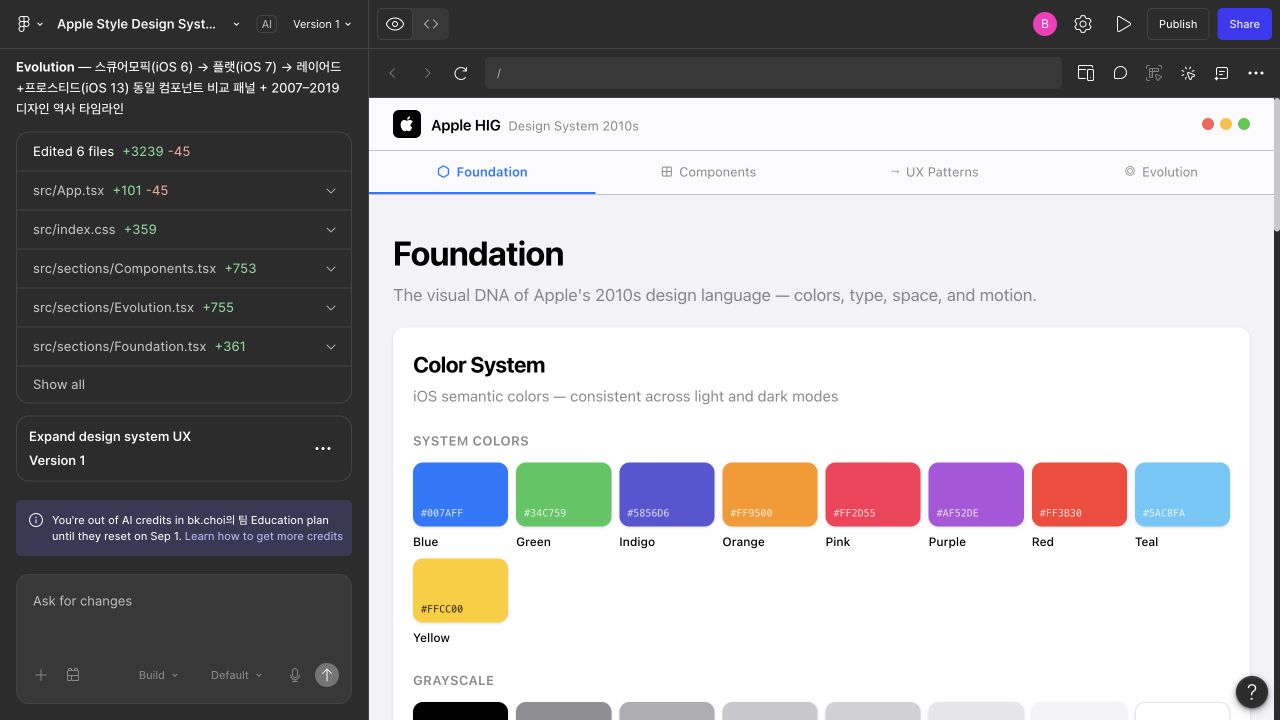 Apple Style Design Syst...
AI
Version 1
B
Publish
Share
/
Evolution — 스큐어모픽(iOS 6) → 플랫(iOS 7) → 레이어드
+프로스티드(iOS 13) 동일 컴포넌트 비교 패널 + 2007–2019
디자인 역사 타임라인
Edited 6 files +3239 -45
src/App.tsx +101 -45
src/index.css +359
src/sections/Components.tsx +753
src/sections/Evolution.tsx +755
src/sections/Foundation.tsx +361
Show all
Expand design system UX
Version 1
You're out of AI credits in bk.choi의 팀 Education plan
until they reset on Sep 1. Learn how to get more credits
Ask for changes
Build
Default
Apple HIG Design System 2010s
Foundation
Components
→ UX Patterns
◎ Evolution
Foundation
The visual DNA of Apple's 2010s design language — colors, type, space, and motion.
Color System
iOS semantic colors — consistent across light and dark modes
SYSTEM COLORS
#007AFF
#34C759
#5856D6
#FF9500
#FF2D55
#AF52DE
#FF3B30
#5AC8FA
Blue
Green
Indigo
Orange
Pink
Purple
Red
Teal
#FFCC00
Yellow
GRAYSCALE
?